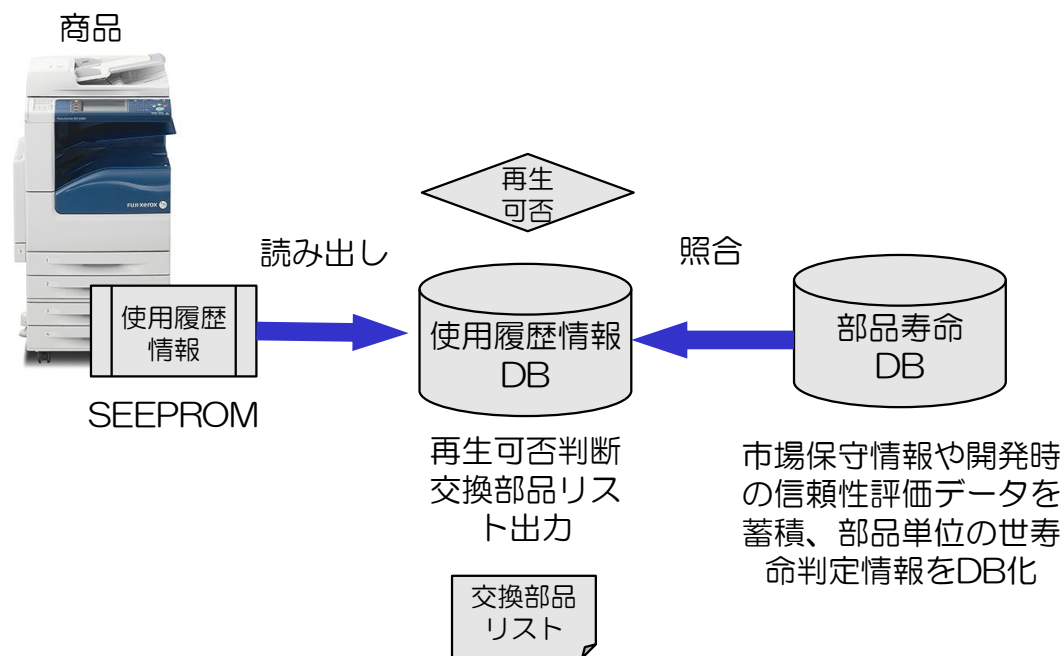 商品
FUJI XEROX
再生
可否
読み出し
照合
使用履歴
情報
使用履歴情報
DB
部品寿命
DB
SEEPROM
再生可否判断
交換部品リス
ト出力
市場保守情報や開発時
の信頼性評価データを
蓄積、部品単位の世寿
命判定情報をDB化
交換部品
リスト